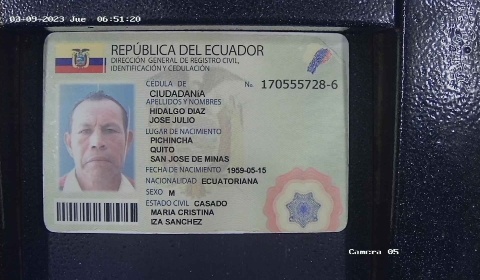 03-09-2023 Jue 06:51:20
REPÚBLICA DEL ECUADOR
DIRECCIÓN GENERAL DE REGISTRO CIVIL,
IDENTIFICACIÓN Y CEDULACIÓN
CÉDULA DE No. 170555728-6
CIUDADANÍA
APELLIDOS Y NOMBRES
HIDALGO DIAZ
JOSE JULIO
LUGAR DE NACIMIENTO
PICHINCHA
QUITO
SAN JOSE DE MINAS
FECHA DE NACIMIENTO 1959-05-15
NACIONALIDAD ECUATORIANA
SEXO M
ESTADO CIVIL CASADO
MARIA CRISTINA
IZA SANCHEZ
Camera 05